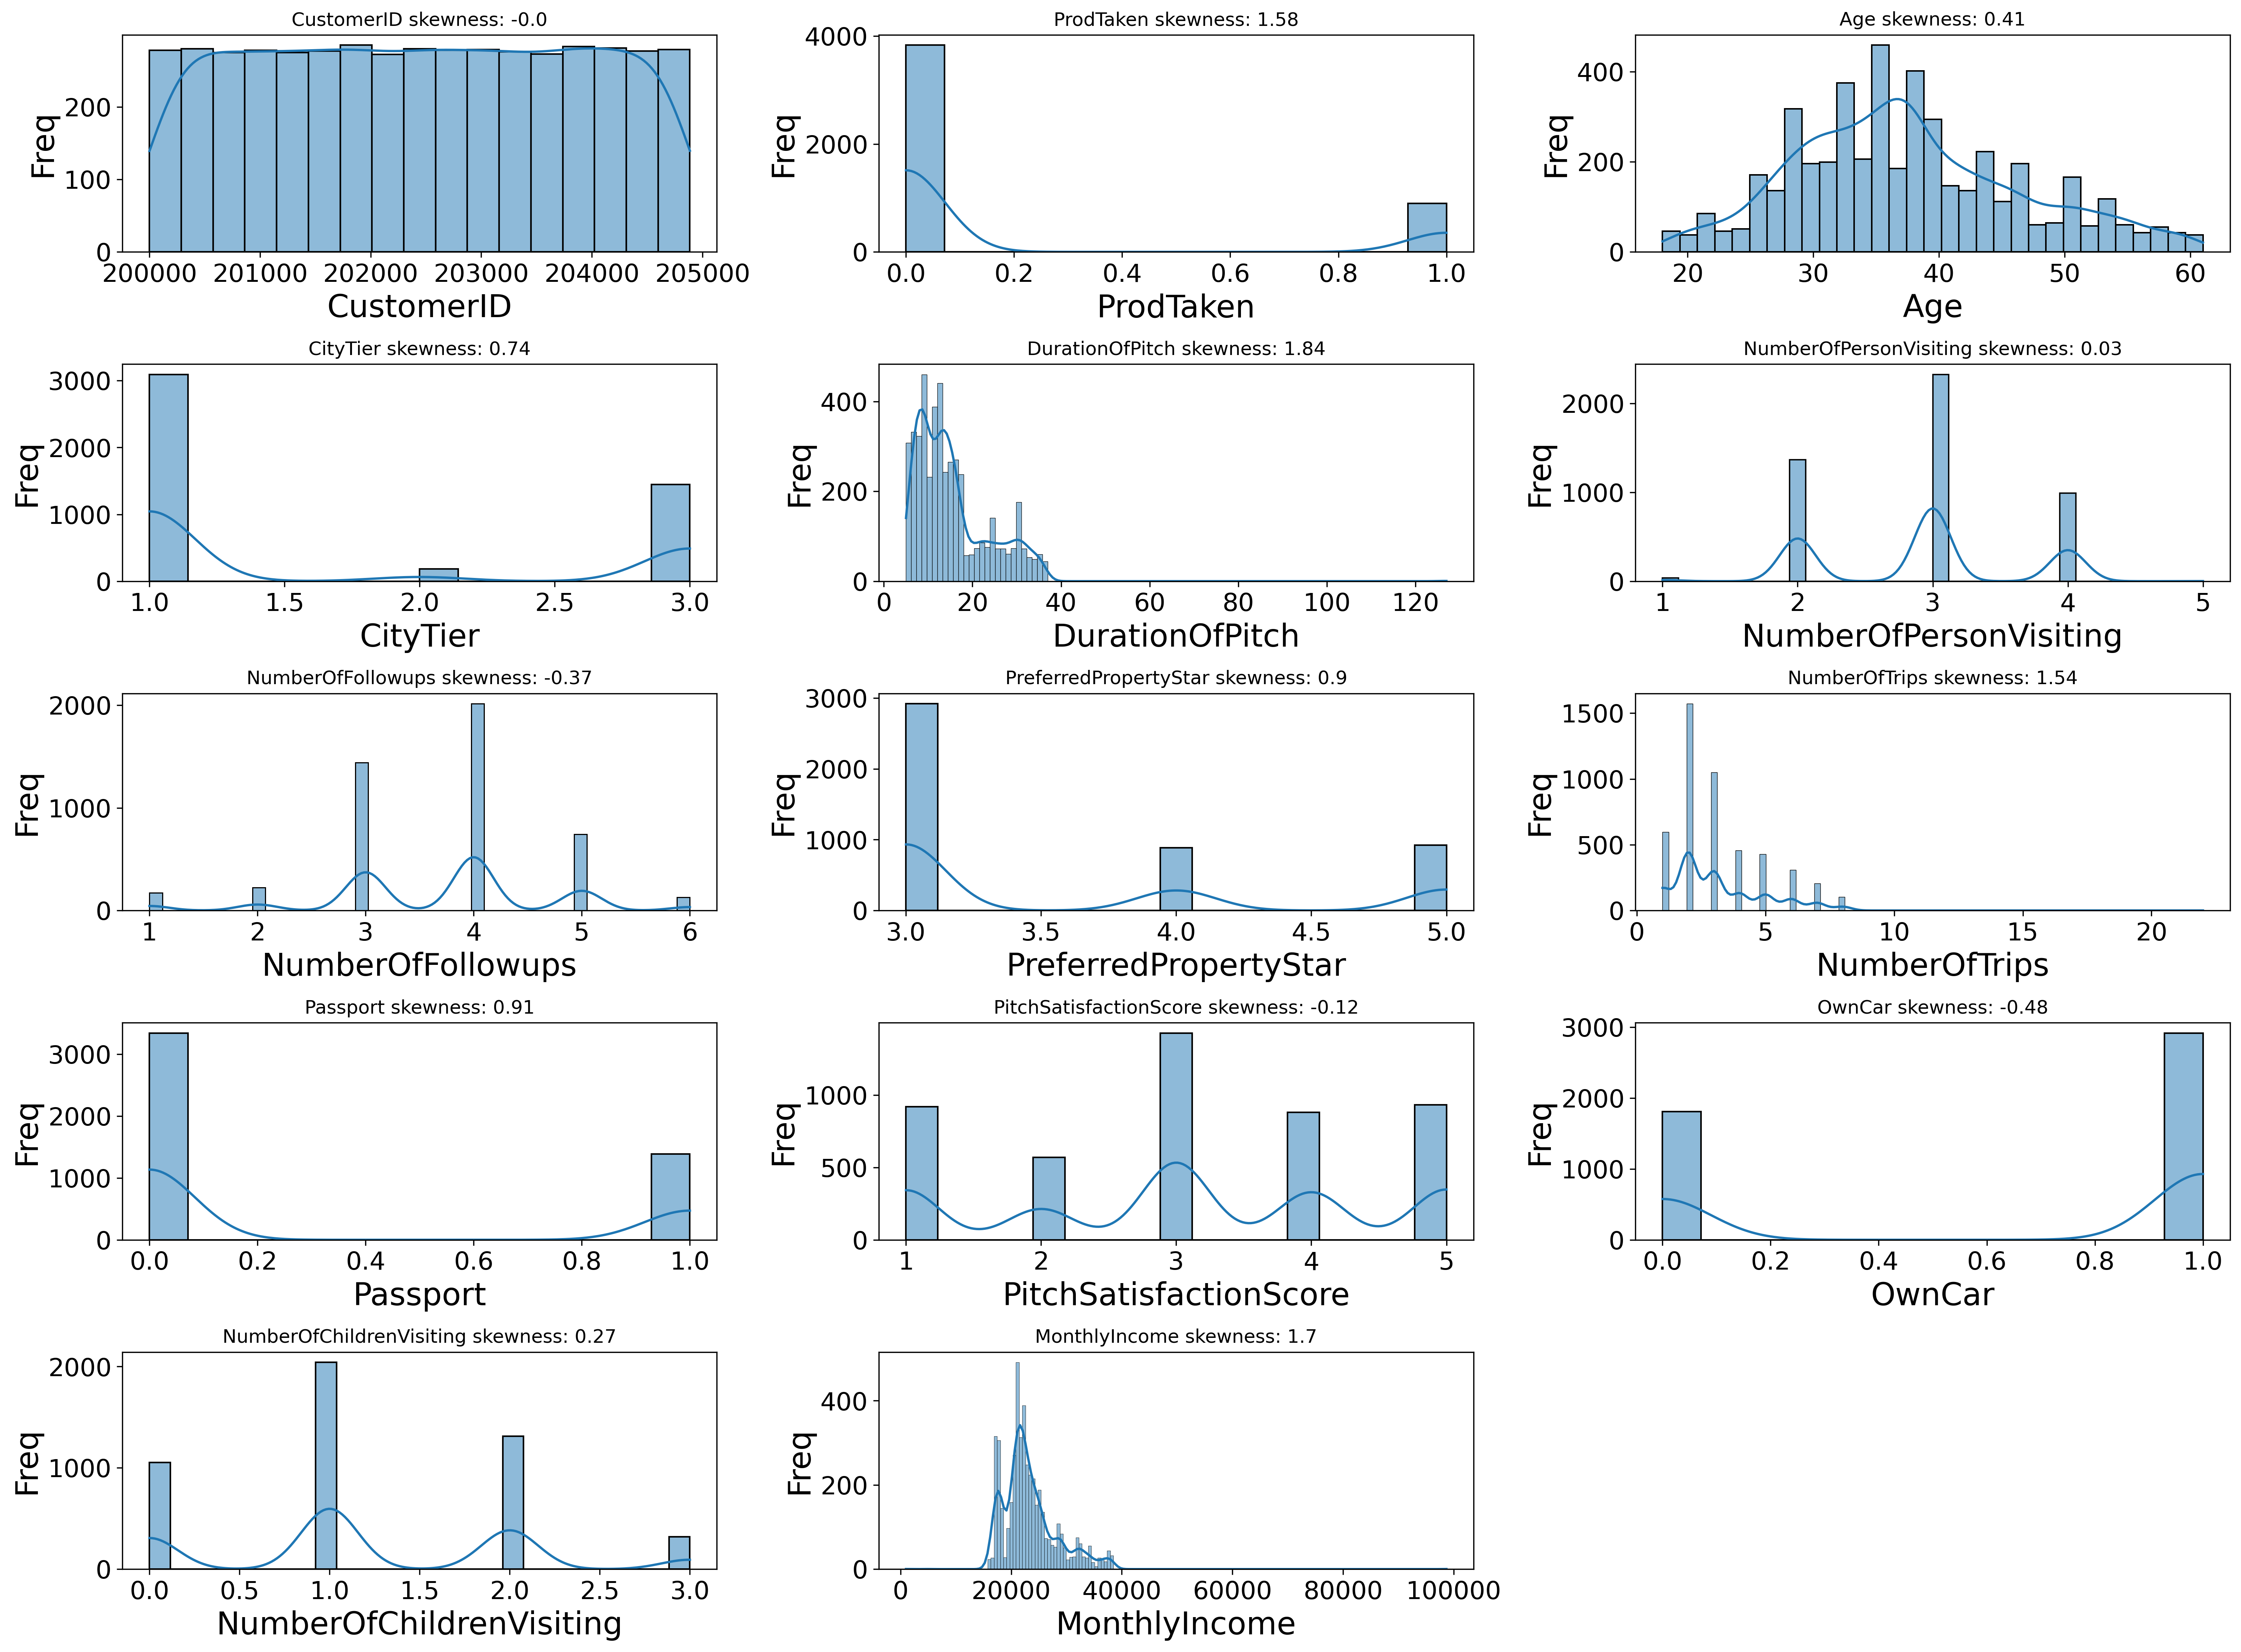 CustomerID skewness: -0.0
Freq
200
100
0
200000 201000 202000 203000 204000 205000
CustomerID
ProdTaken skewness: 1.58
Freq
4000
2000
0
0.0 0.2 0.4 0.6 0.8 1.0
ProdTaken
Age skewness: 0.41
Freq
400
200
0
20 30 40 50 60
Age
CityTier skewness: 0.74
Freq
3000
2000
1000
0
1.0 1.5 2.0 2.5 3.0
CityTier
DurationOfPitch skewness: 1.84
Freq
400
200
0
0 20 40 60 80 100 120
DurationOfPitch
NumberOfPersonVisiting skewness: 0.03
Freq
2000
1000
0
1 2 3 4 5
NumberOfPersonVisiting
NumberOfFollowups skewness: -0.37
Freq
2000
1000
0
1 2 3 4 5 6
NumberOfFollowups
PreferredPropertyStar skewness: 0.9
Freq
3000
2000
1000
0
3.0 3.5 4.0 4.5 5.0
PreferredPropertyStar
NumberOfTrips skewness: 1.54
Freq
1500
1000
500
0
0 5 10 15 20
NumberOfTrips
Passport skewness: 0.91
Freq
3000
2000
1000
0
0.0 0.2 0.4 0.6 0.8 1.0
Passport
PitchSatisfactionScore skewness: -0.12
Freq
1000
500
0
1 2 3 4 5
PitchSatisfactionScore
OwnCar skewness: -0.48
Freq
3000
2000
1000
0
0.0 0.2 0.4 0.6 0.8 1.0
OwnCar
NumberOfChildrenVisiting skewness: 0.27
Freq
2000
1000
0
0.0 0.5 1.0 1.5 2.0 2.5 3.0
NumberOfChildrenVisiting
MonthlyIncome skewness: 1.7
Freq
400
200
0
0 20000 40000 60000 80000 100000
MonthlyIncome